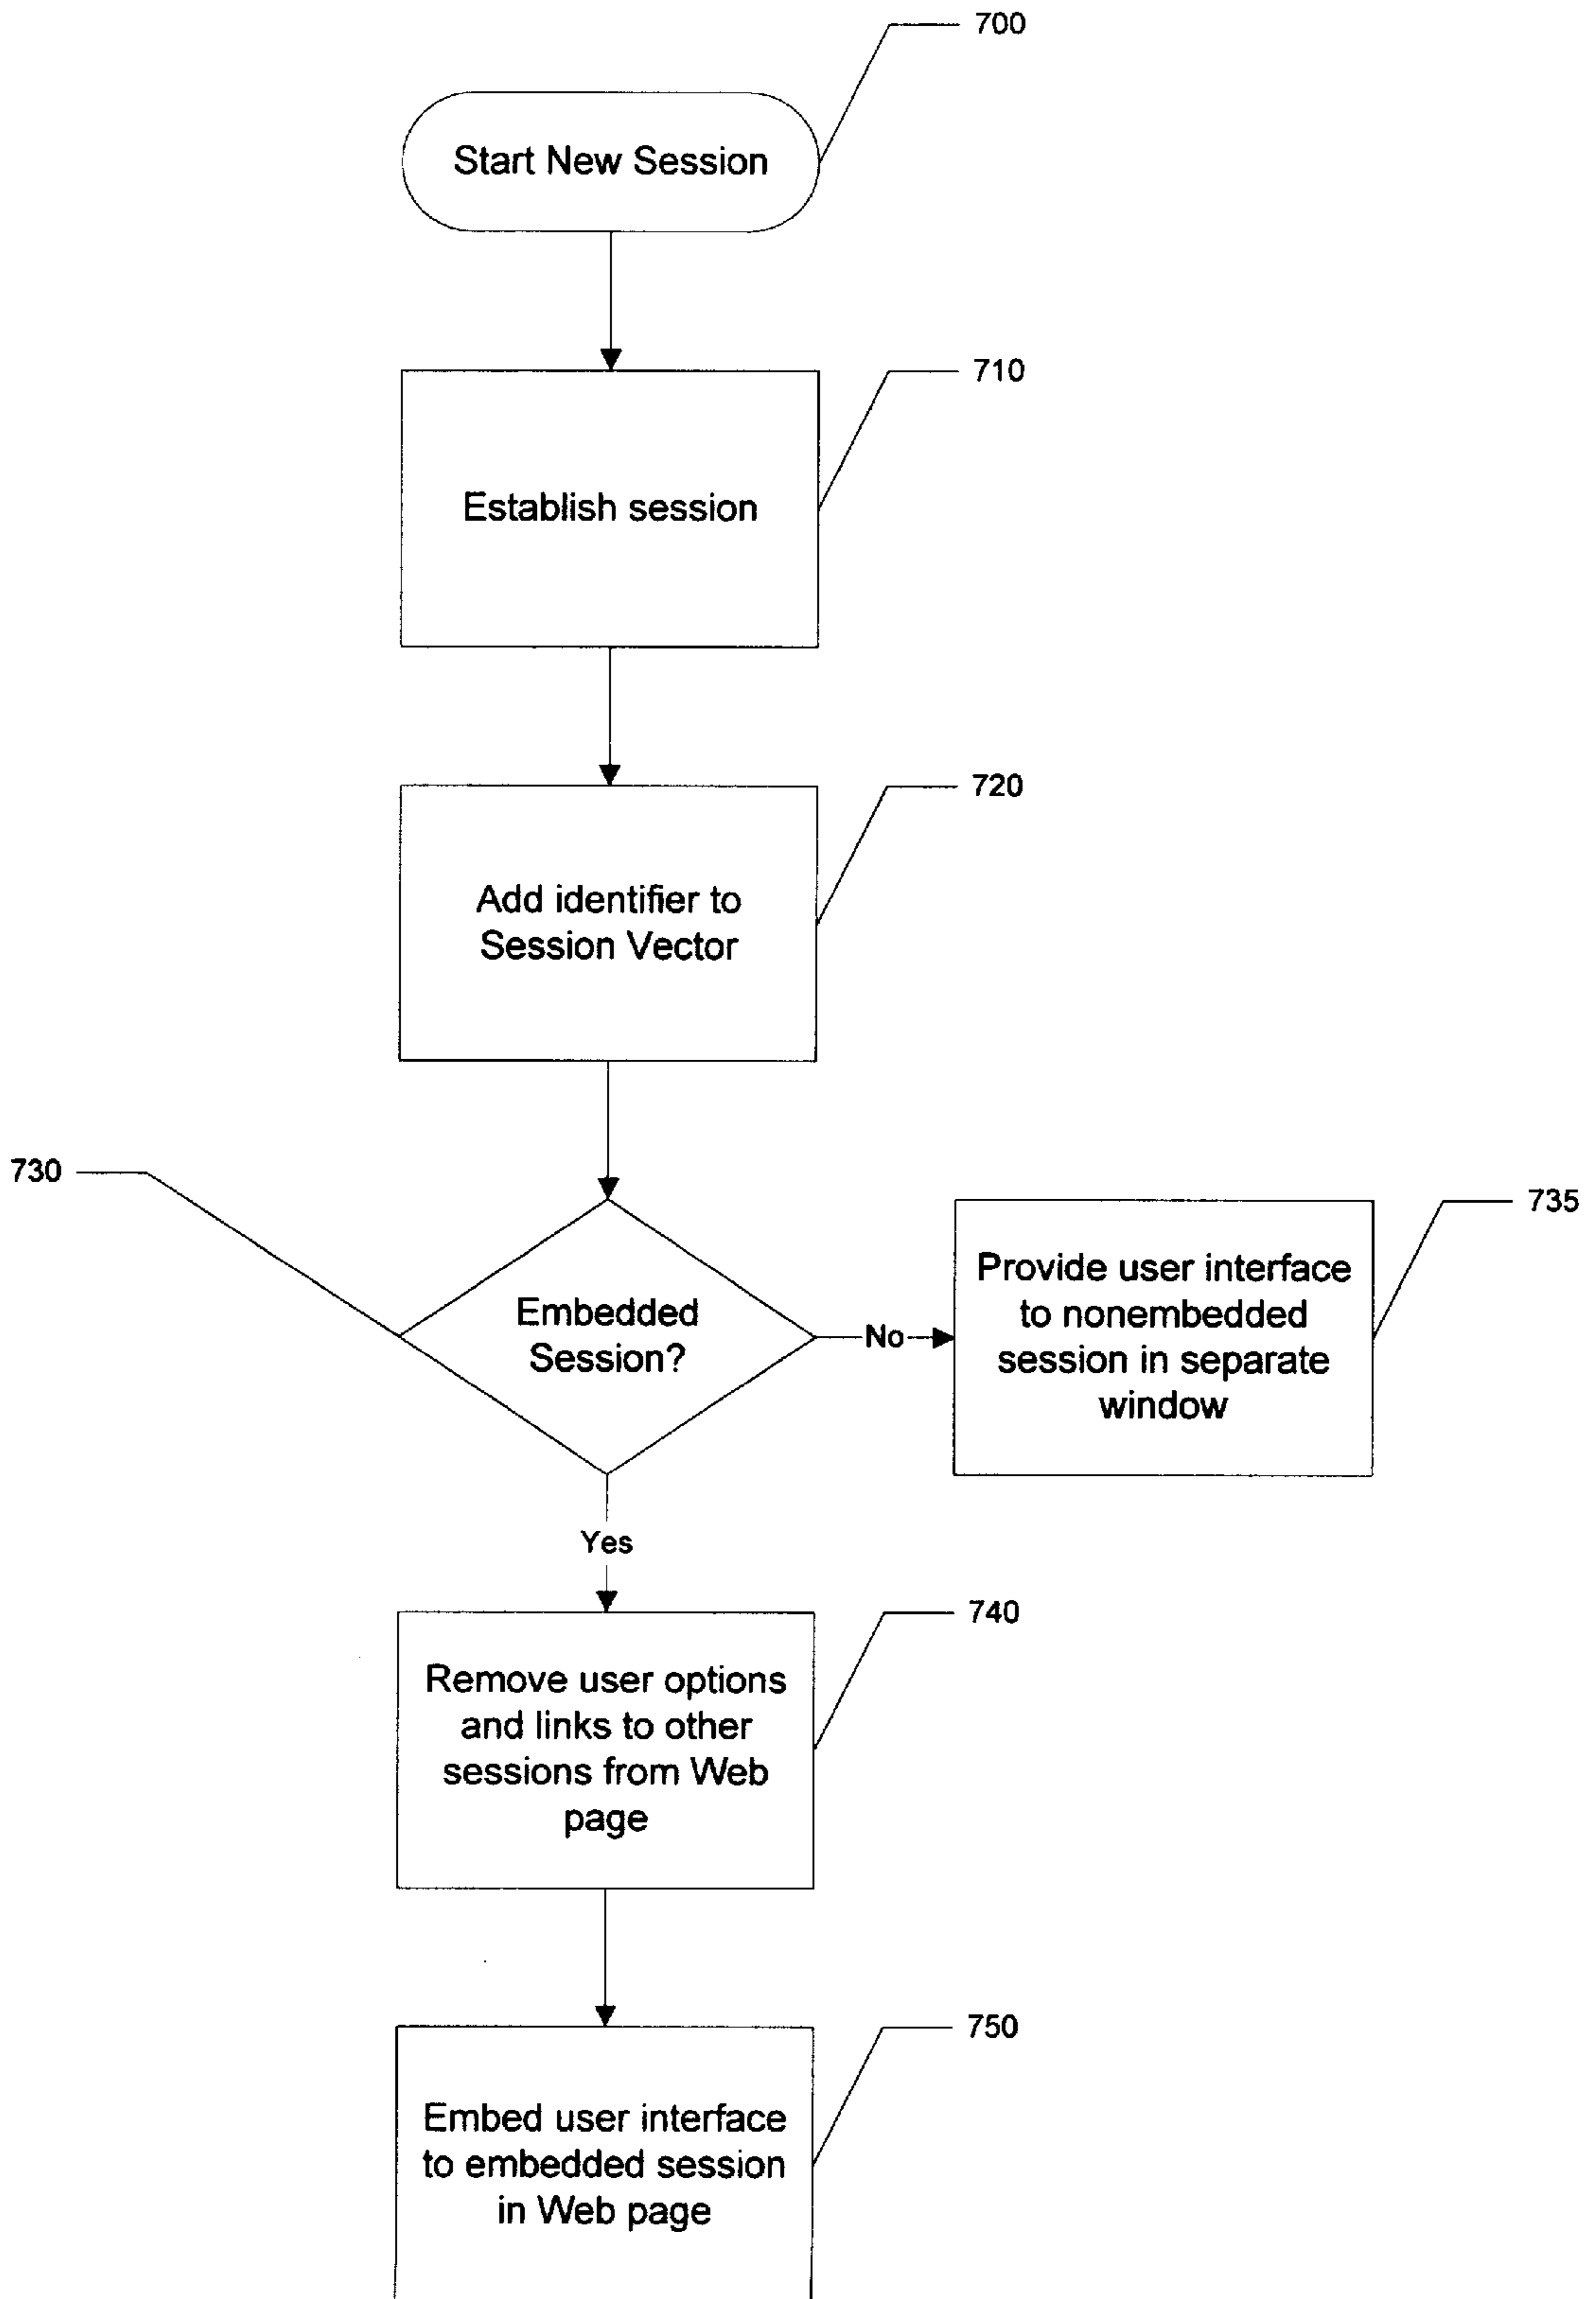 700
Start New Session
710
Establish session
720
Add identifier to
Session Vector
730
Embedded
Session?
No
735
Provide user interface
to nonembedded
session in separate
window
Yes
740
Remove user options
and links to other
sessions from Web
page
750
Embed user interface
to embedded session
in Web page